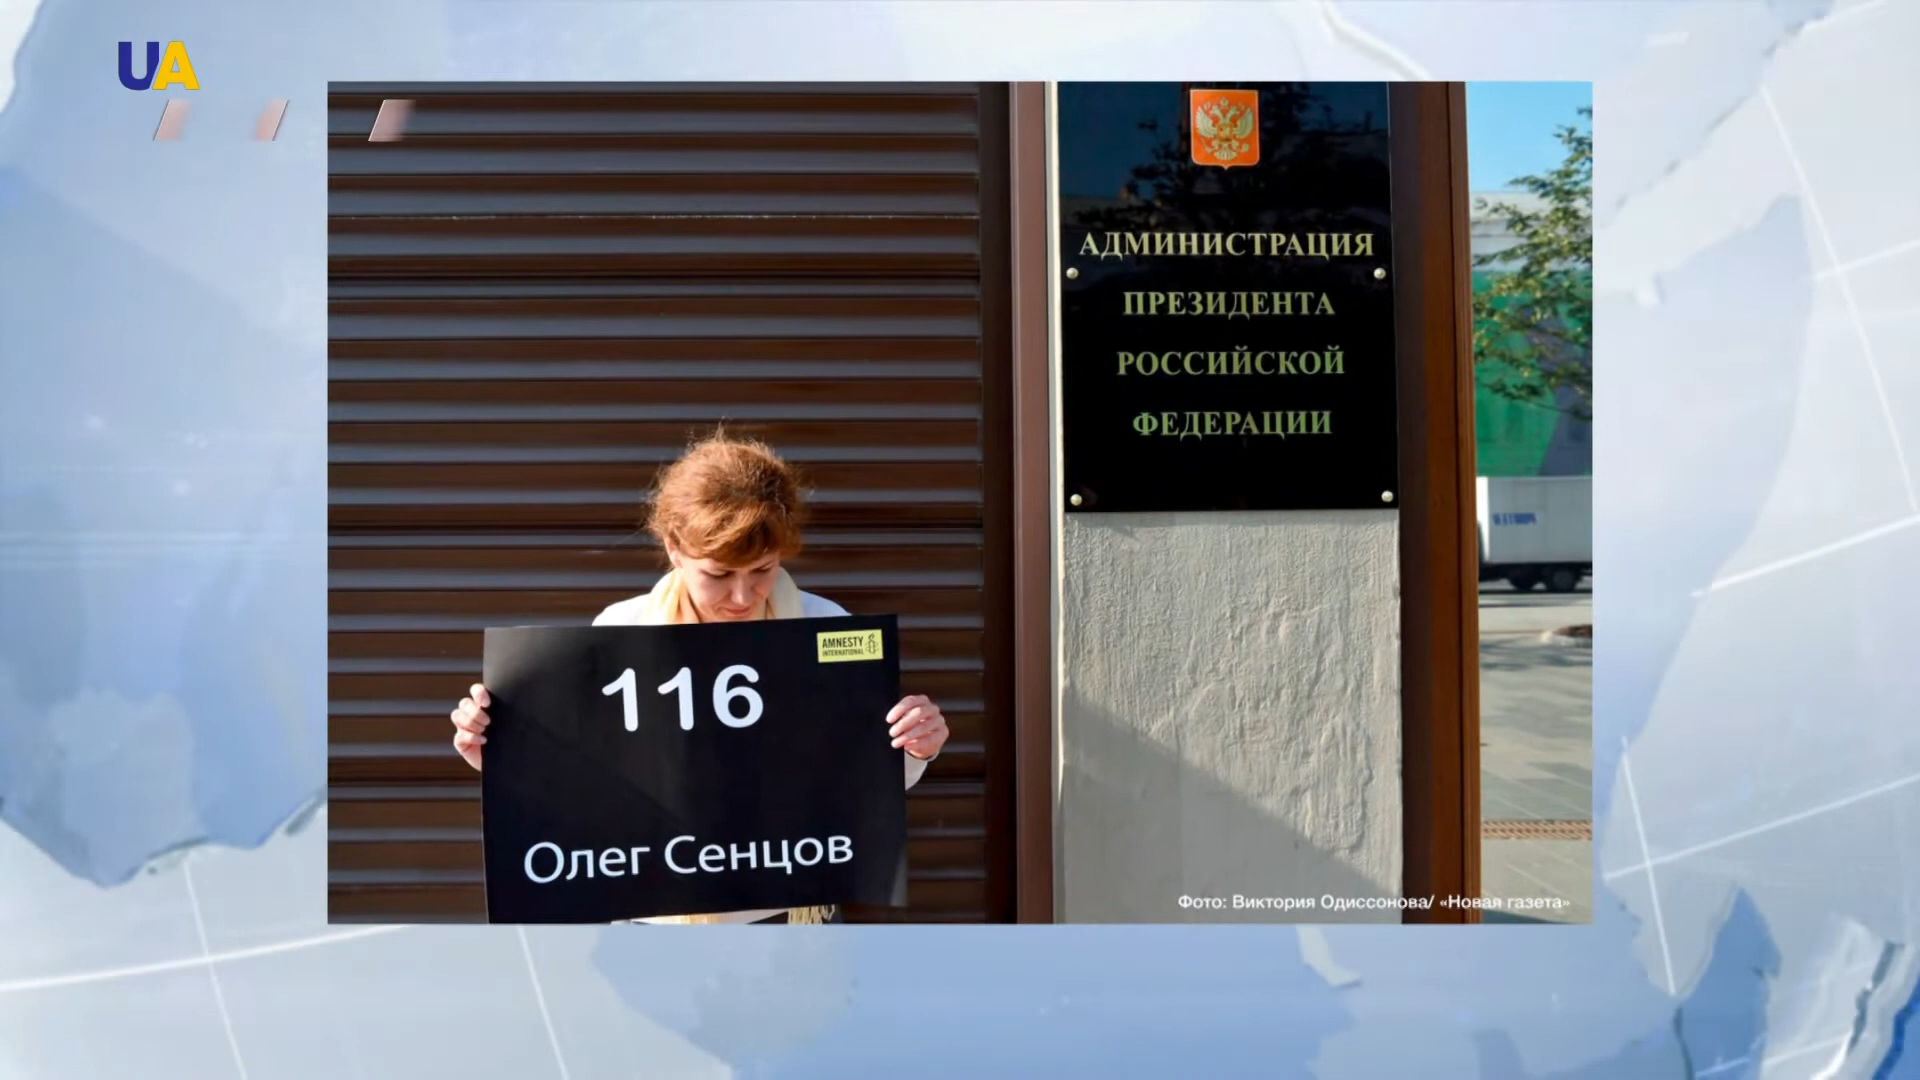 UA
АДМИНИСТРАЦИЯ
ПРЕЗИДЕНТА
РОССИЙСКОЙ
ФЕДЕРАЦИИ
AMNESTY
INTERNATIONAL
116
Олег Сенцов
Фото: Виктория Одиссонова/ «Новая газета»